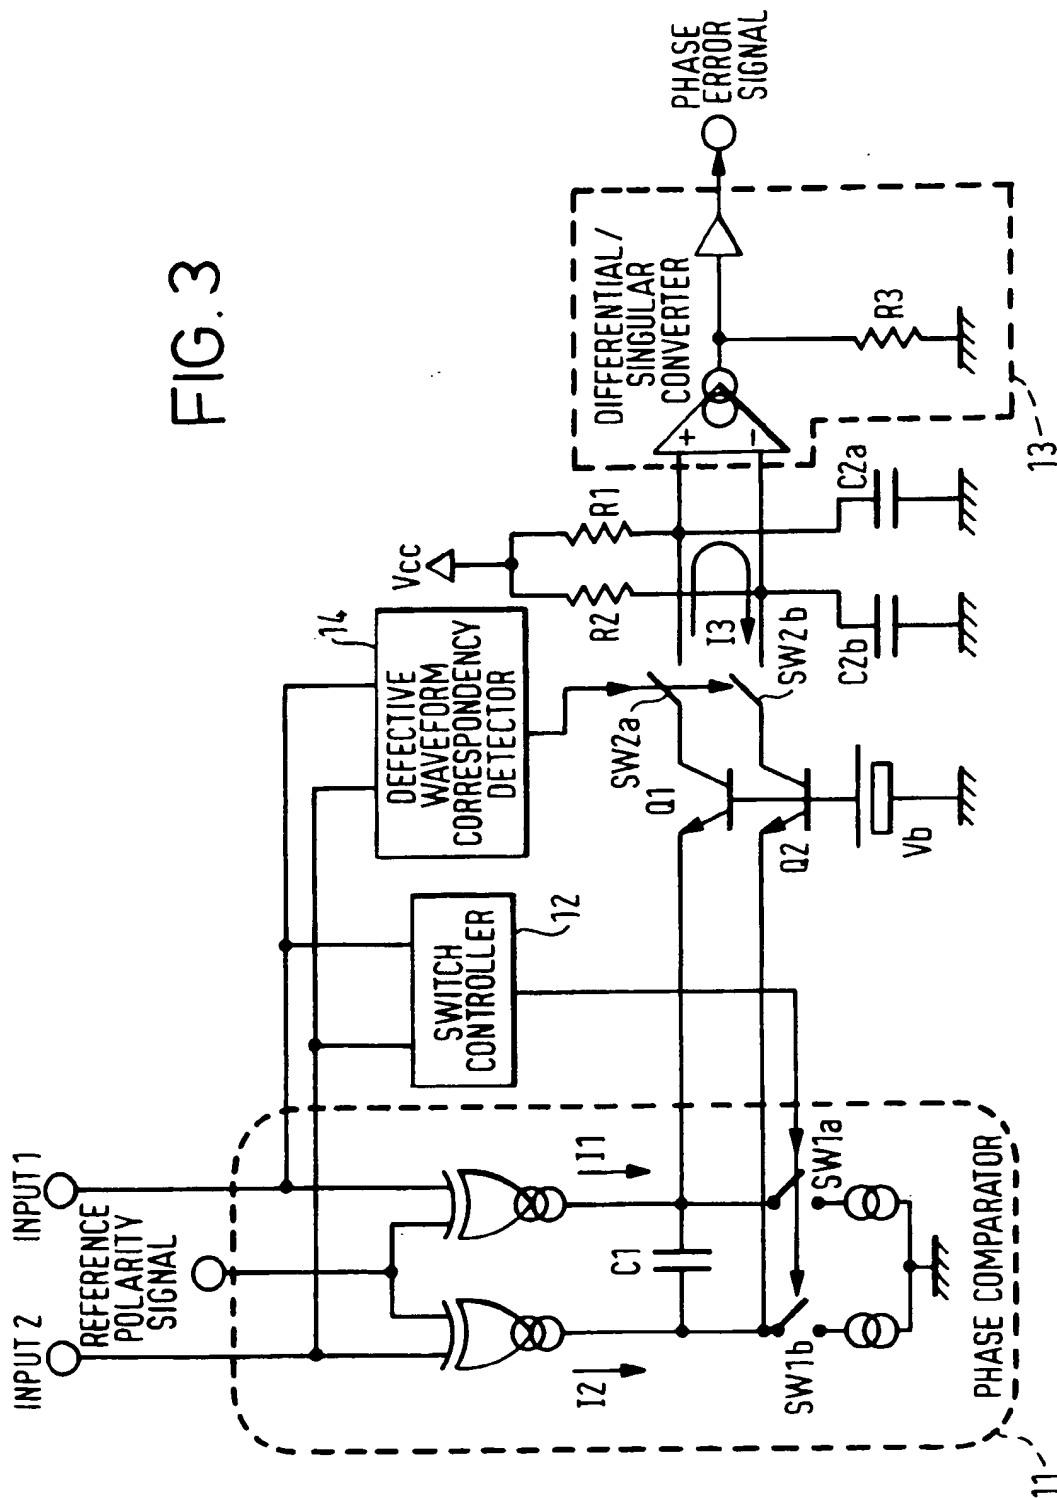 FIG. 3
INPUT 1
INPUT 2
REFERENCE
POLARITY
SIGNAL
14
DEFECTIVE
WAVEFORM
CORRESPONDENCY
DETECTOR
SWITCH
CONTROLLER
12
Vcc
R1
R2
DIFFERENTIAL/
SINGULAR
CONVERTER
PHASE
ERROR
SIGNAL
I1
I2
C1
SW1a
SW1b
PHASE COMPARATOR
11
SW2a
Q1
Q2
Vb
I3
SW2b
C2a
C2b
+
-
R3
13